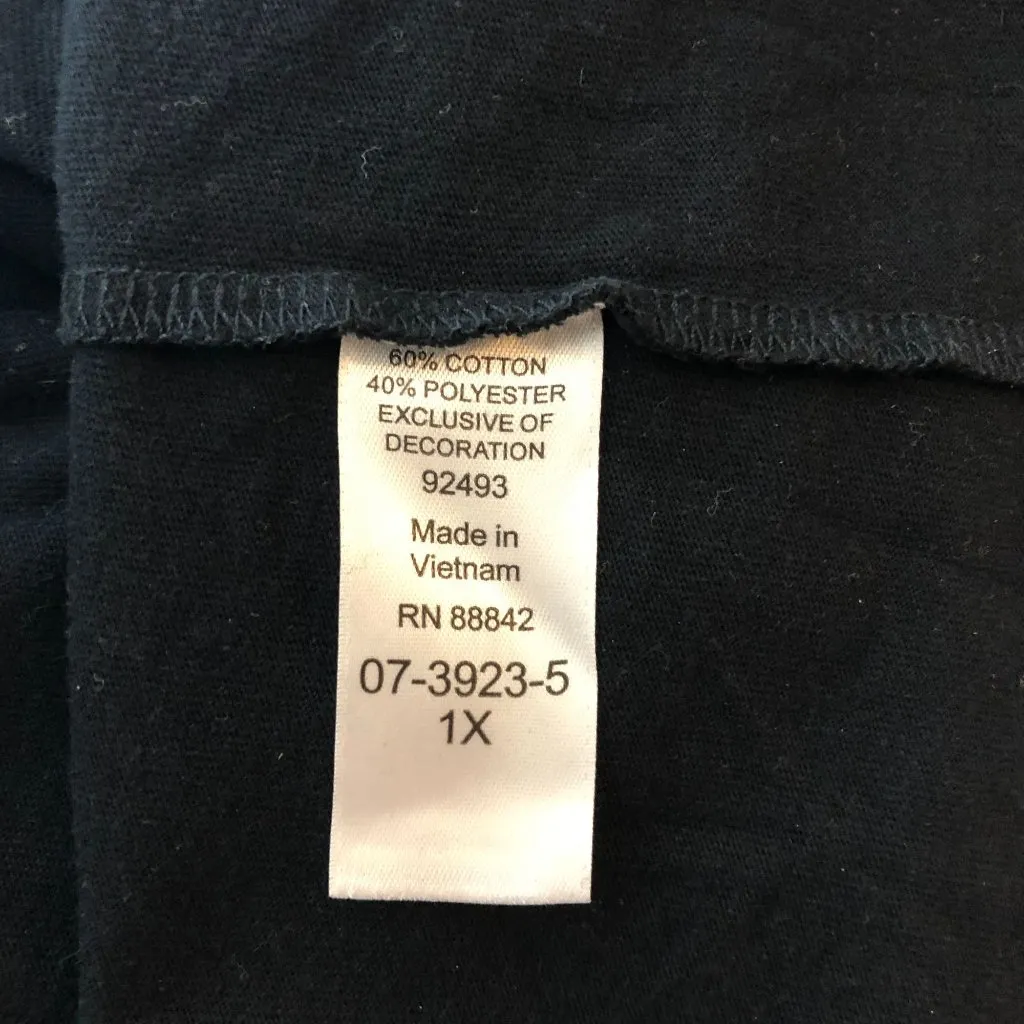 60% COTTON
40% POLYESTER
EXCLUSIVE OF
DECORATION
92493
Made in
Vietnam
RN 88842
07-3923-5
1X